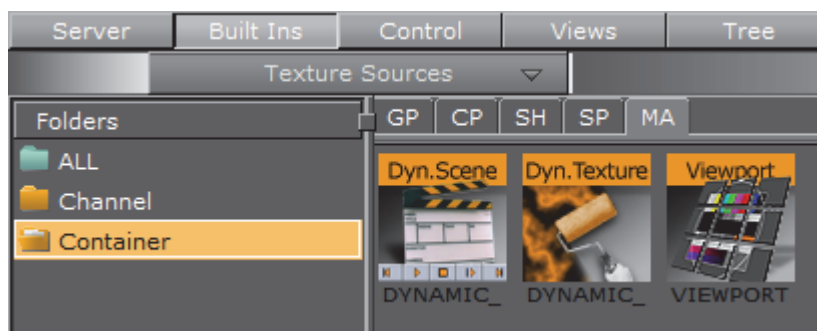 Server Built Ins Control Views Tree
Texture Sources
Folders GP CP SH SP MA
ALL
Channel
Container
Dyn.Scene Dyn.Texture Viewport
DYNAMIC_ DYNAMIC_ VIEWPORT